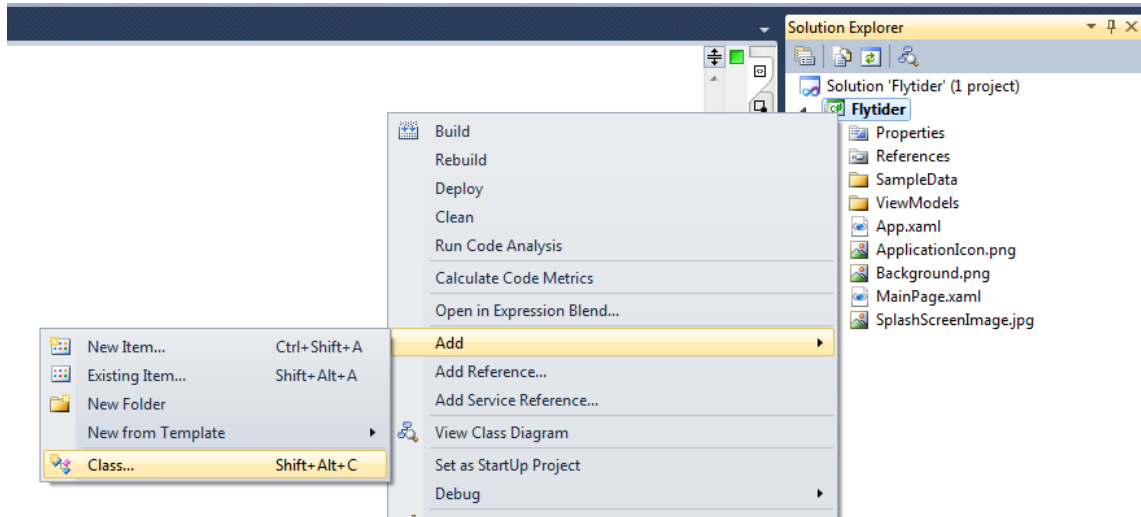 Solution Explorer
Solution 'Flytider' (1 project)
Flytider
Properties
References
SampleData
ViewModels
App.xaml
ApplicationIcon.png
Background.png
MainPage.xaml
SplashScreenImage.jpg
Build
Rebuild
Deploy
Clean
Run Code Analysis
Calculate Code Metrics
Open in Expression Blend...
Add
Add Reference...
Add Service Reference...
View Class Diagram
Set as StartUp Project
Debug
New Item... Ctrl+Shift+A
Existing Item... Shift+Alt+A
New Folder
New from Template
Class... Shift+Alt+C